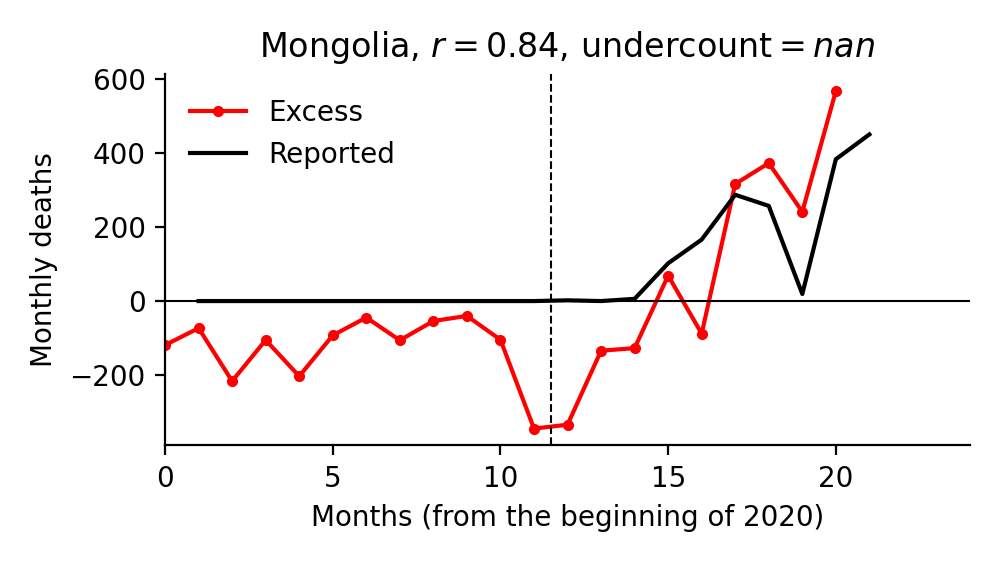 Mongolia, r = 0.84, undercount = nan
Excess
Reported
Monthly deaths
600
400
200
0
−200
0
5
10
15
20
Months (from the beginning of 2020)